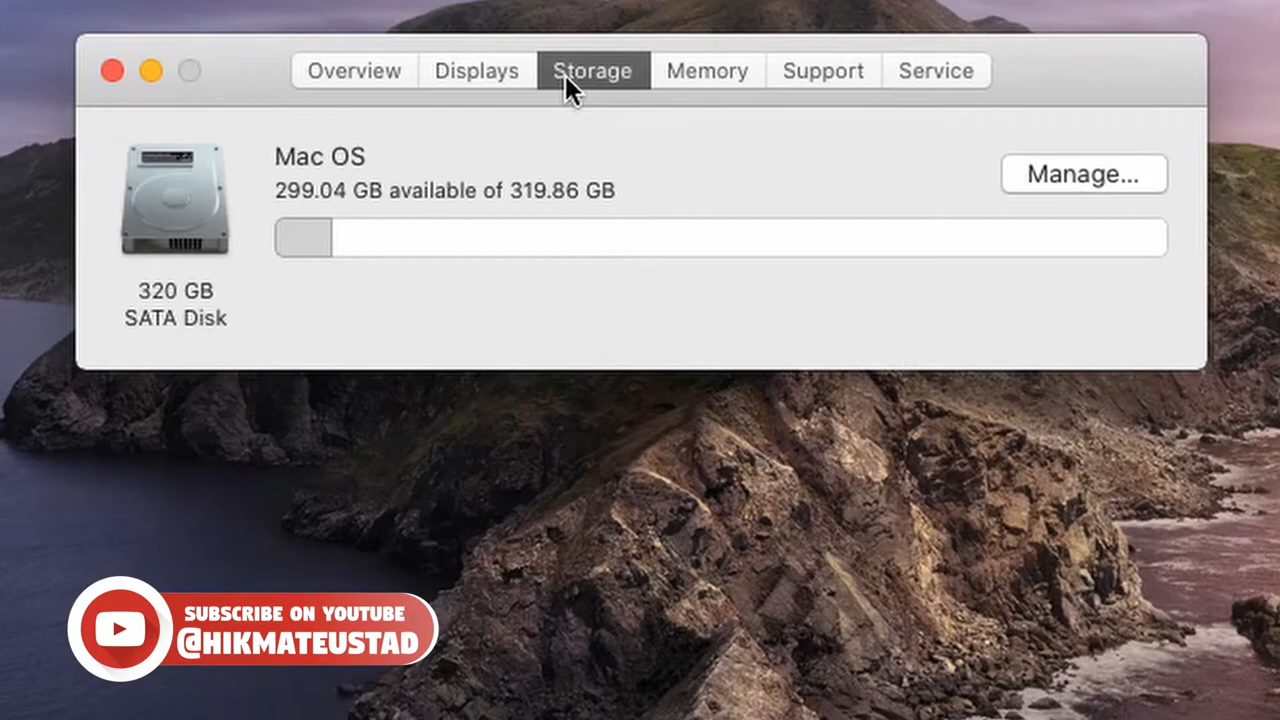 Overview Displays Storage Memory Support Service
Mac OS
299.04 GB available of 319.86 GB
Manage...
320 GB
SATA Disk
SUBSCRIBE ON YOUTUBE
@HIKMATEUSTAD